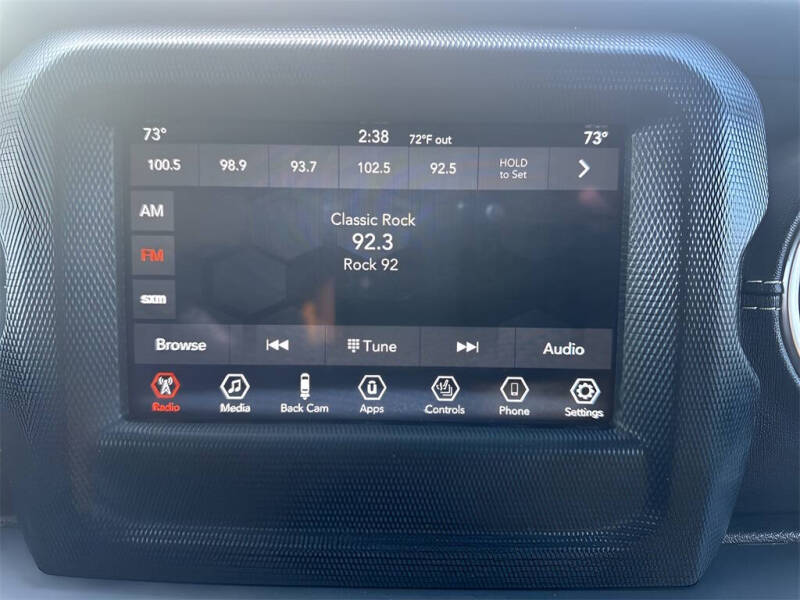 73° 2:38 72°F out 73°
100.5 98.9 93.7 102.5 92.5 HOLD
to Set
AM
Classic Rock
92.3
FM
Rock 92
sxm
Browse Tune Audio
Radio Media Back Cam Apps Controls Phone Settings